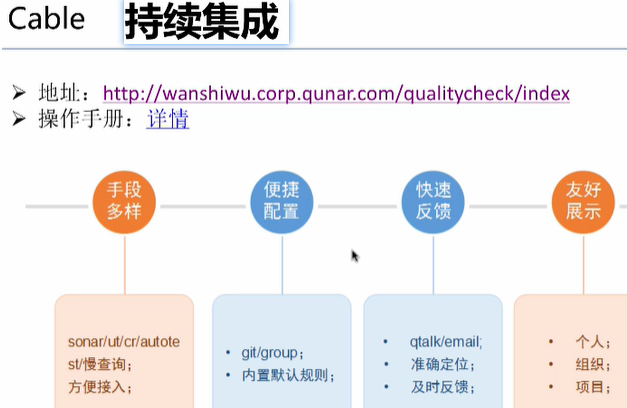 Cable 持续集成
➢ 地址：http://wanshiwu.corp.qunar.com/qualitycheck/index
➢ 操作手册：详情
手段
多样
便捷
配置
快速
反馈
友好
展示
sonar/ut/cr/autote
st/慢查询；
方便接入；
• git/group；
• 内置默认规则；
• qtalk/email;
• 准确定位；
• 及时反馈；
• 个人；
• 组织；
• 项目；